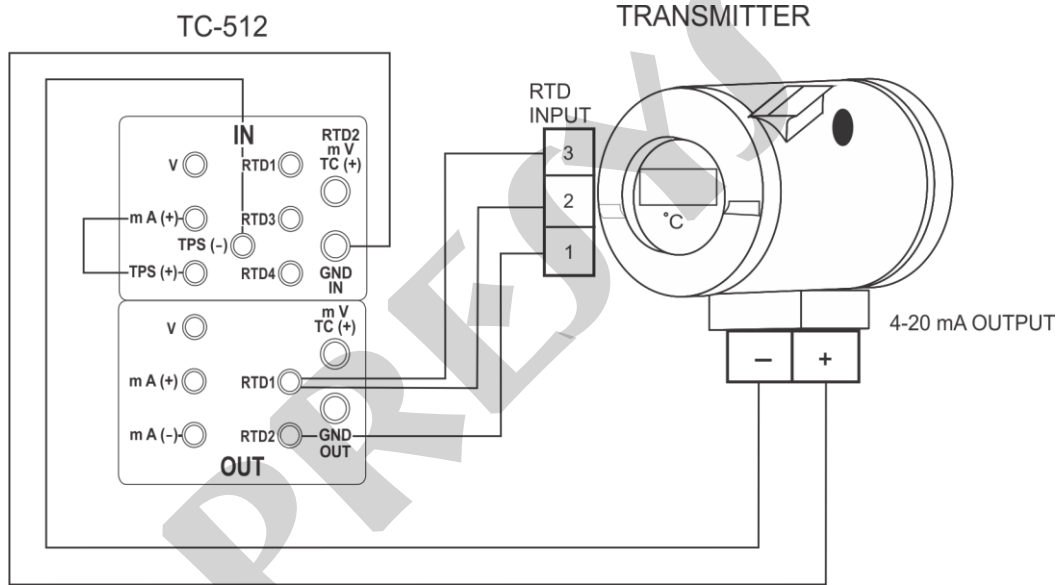 TC-512
TRANSMITTER
IN
V
RTD1
RTD2
m V
TC (+)
m A (+)
RTD3
TPS (–)
TPS (+)
RTD4
GND
IN
V
m V
TC (+)
m A (+)
RTD1
m A (–)
RTD2
GND
OUT
OUT
RTD
INPUT
3
2
1
°C
4-20 mA OUTPUT
–
+
PRESYS